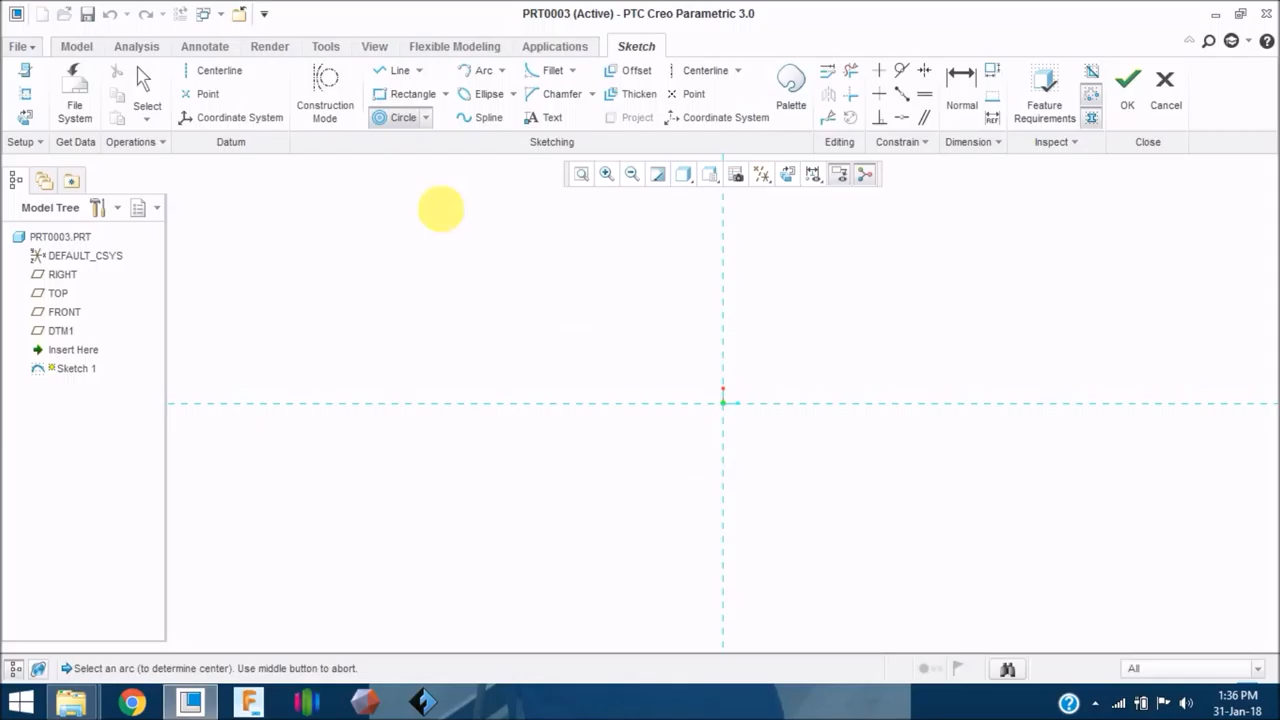 PRT0003 (Active) - PTC Creo Parametric 3.0
File
Model
Analysis
Annotate
Render
Tools
View
Flexible Modeling
Applications
Sketch
Centerline
Line
Arc
Fillet
Offset
Centerline
Point
Rectangle
Ellipse
Chamfer
Thicken
Point
File System
Select
Coordinate System
Construction Mode
Circle
Spline
Text
Project
Coordinate System
Palette
Normal
Feature Requirements
OK
Cancel
Setup
Get Data
Operations
Datum
Sketching
Editing
Constrain
Dimension
Inspect
Close
Model Tree
PRT0003.PRT
DEFAULT_CSYS
RIGHT
TOP
FRONT
DTM1
Insert Here
Sketch 1
Select an arc (to determine center). Use middle button to abort.
All
1:36 PM
31-Jan-18